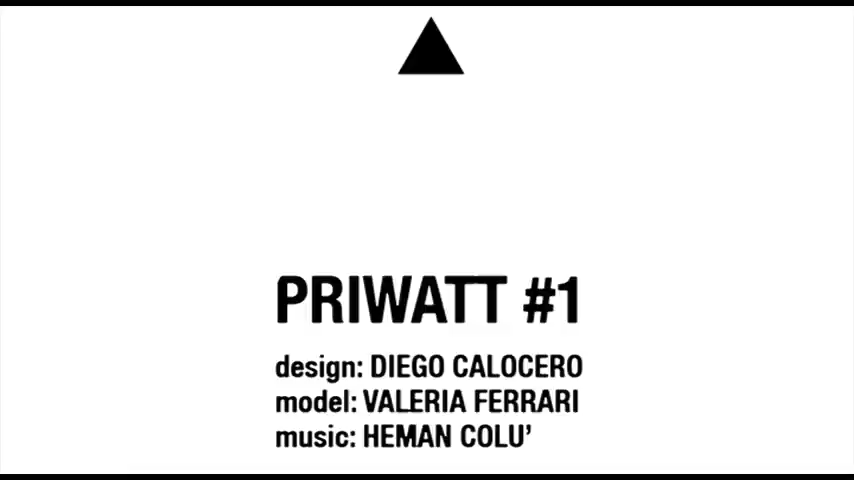 PRIWATT #1
design: DIEGO CALOCERO
model: VALERIA FERRARI
music: HEMAN COLU’